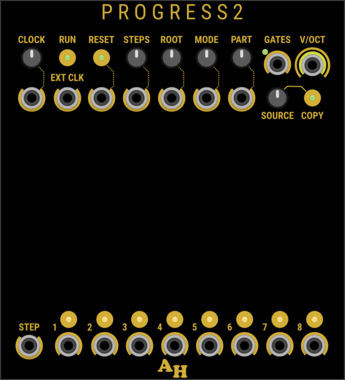 PROGRESS2
CLOCK RUN RESET STEPS ROOT MODE PART GATES V/OCT
EXT CLK
SOURCE COPY
STEP 1 2 3 4 5 6 7 8
AH